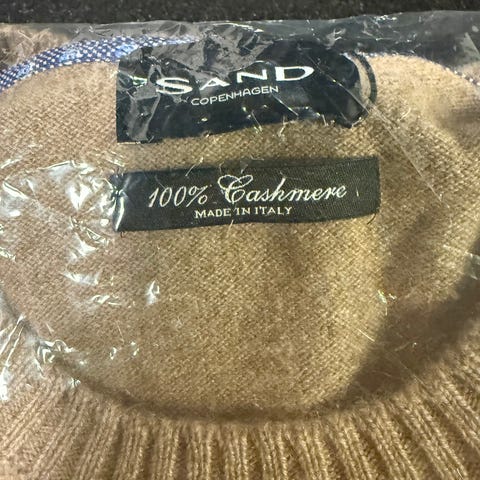 SAND
COPENHAGEN
100% Cashmere
MADE IN ITALY